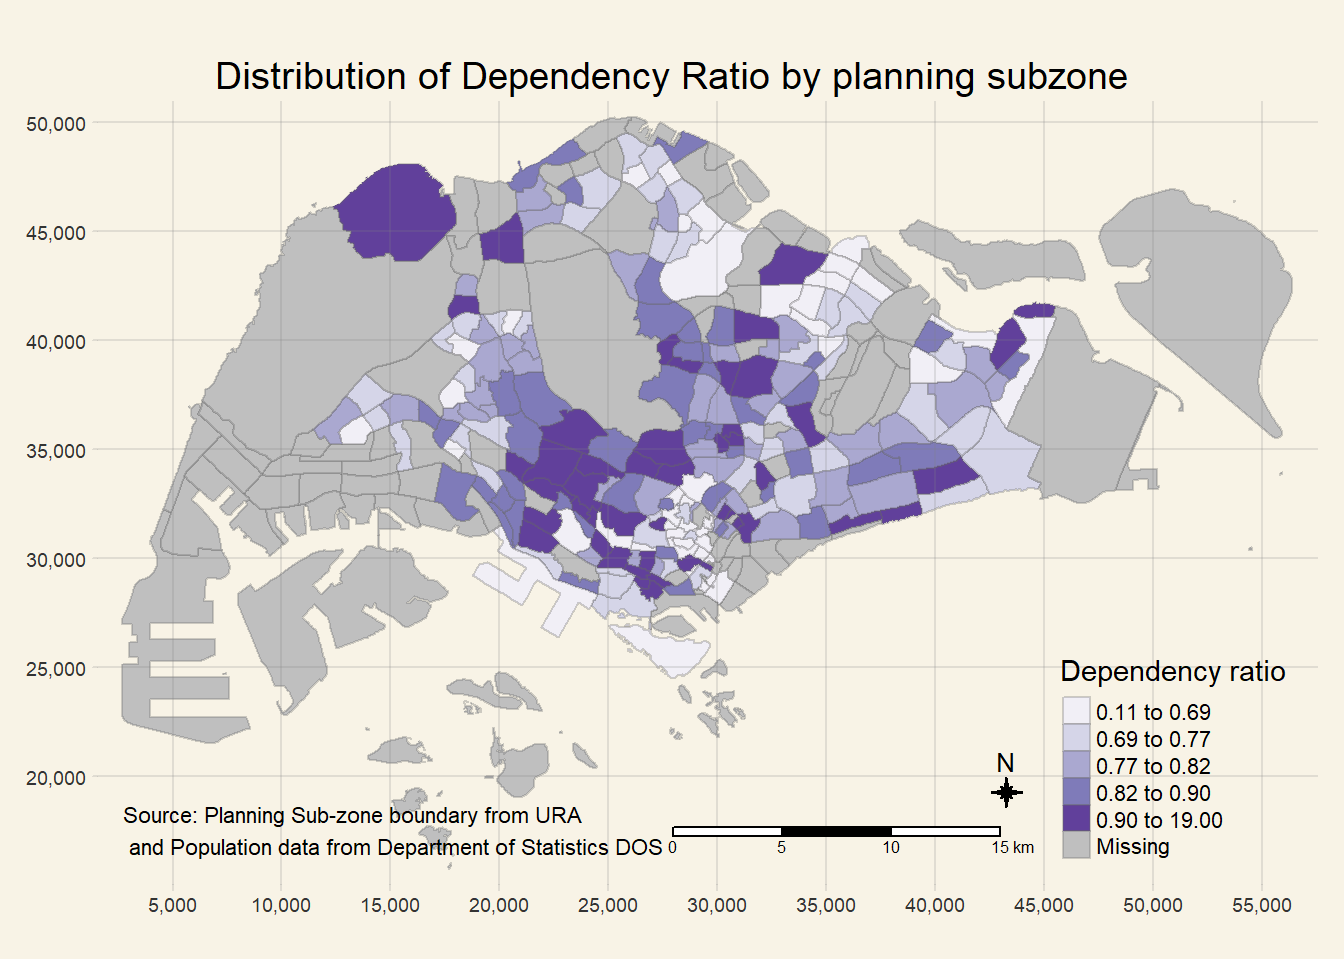 Distribution of Dependency Ratio by planning subzone
50,000
45,000
40,000
35,000
30,000
25,000
20,000
Dependency ratio
0.11 to 0.69
0.69 to 0.77
0.77 to 0.82
0.82 to 0.90
0.90 to 19.00
Missing
N
Source: Planning Sub-zone boundary from URA
and Population data from Department of Statistics DOS
0 5 10 15 km
5,000 10,000 15,000 20,000 25,000 30,000 35,000 40,000 45,000 50,000 55,000